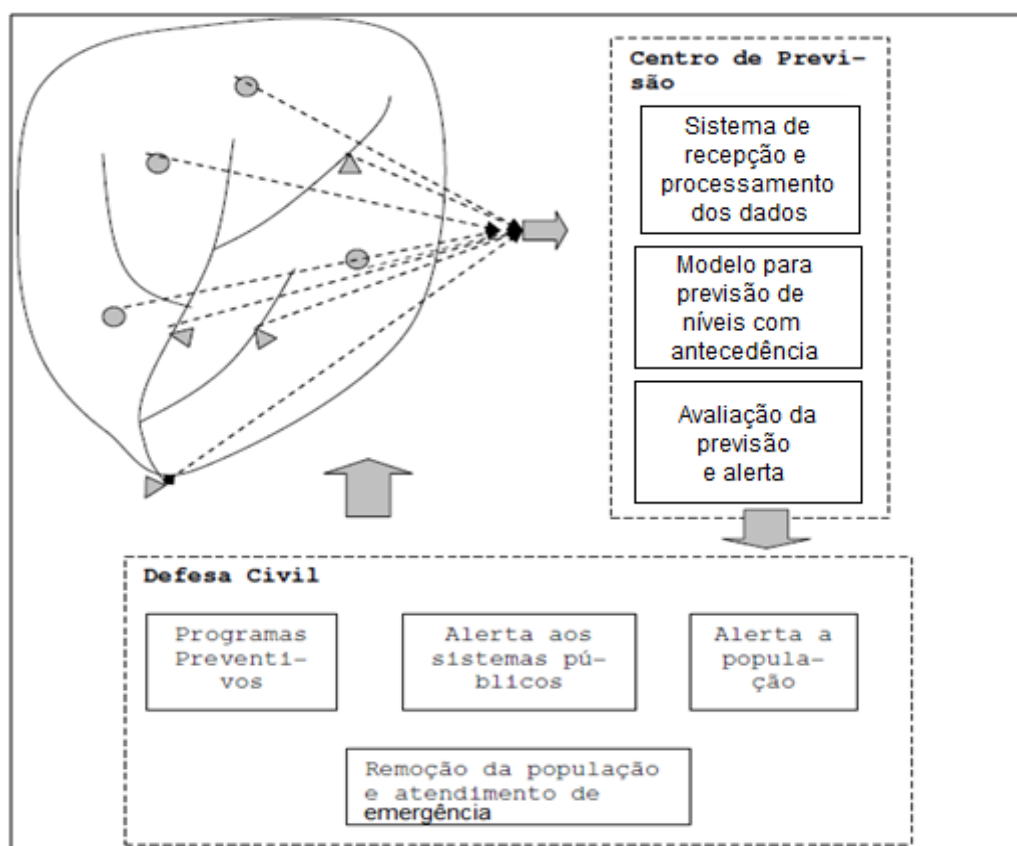 Centro de Previ-
são
Sistema de
recepção e
processamento
dos dados
Modelo para
previsão de
níveis com
antecedência
Avaliação da
previsão
e alerta
Defesa Civil
Programas
Preventi-
vos
Alerta aos
sistemas pú-
blicos
Alerta a
popula-
ção
Remoção da população
e atendimento de
emergência